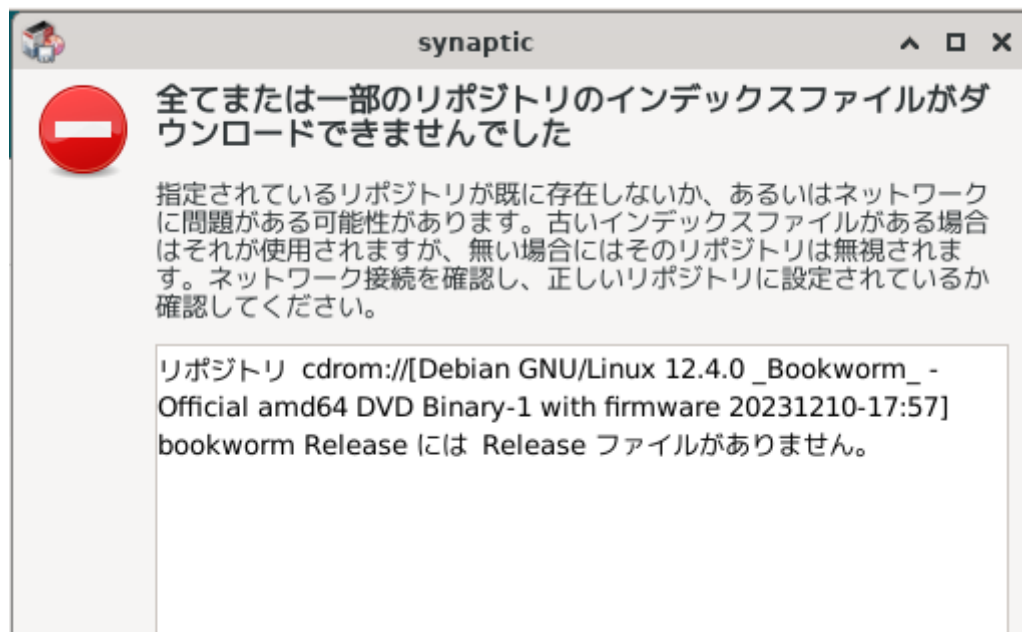 synaptic
全てまたは一部のリポジトリのインデックスファイルがダ
ウンロードできませんでした
指定されているリポジトリが既に存在しないか、あるいはネットワーク
に問題がある可能性があります。古いインデックスファイルがある場合
はそれが使用されますが、無い場合にはそのリポジトリは無視されま
す。ネットワーク接続を確認し、正しいリポジトリに設定されているか
確認してください。
リポジトリ cdrom://[Debian GNU/Linux 12.4.0 _Bookworm_ -
Official amd64 DVD Binary-1 with firmware 20231210-17:57]
bookworm Release には Release ファイルがありません。